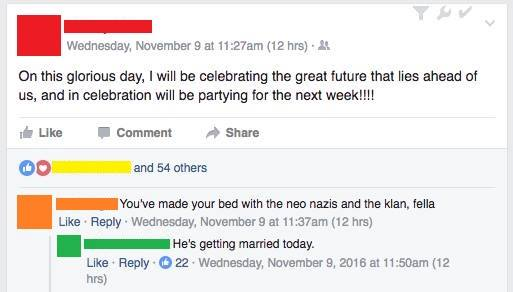 Wednesday, November 9 at 11:27am (12 hrs) ·
On this glorious day, I will be celebrating the great future that lies ahead of
us, and in celebration will be partying for the next week!!!!
Like Comment Share
and 54 others
You've made your bed with the neo nazis and the klan, fella
Like · Reply · Wednesday, November 9 at 11:37am (12 hrs)
He's getting married today.
Like · Reply · 22 · Wednesday, November 9, 2016 at 11:50am (12
hrs)